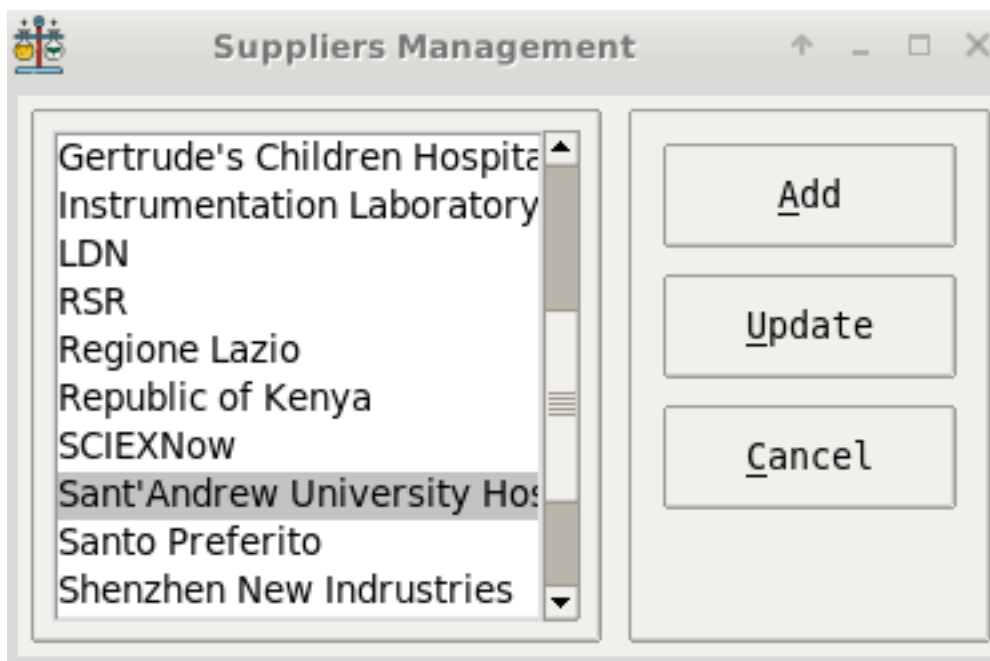 Suppliers Management
Gertrude's Children Hospita
Instrumentation Laboratory
LDN
RSR
Regione Lazio
Republic of Kenya
SCIEXNow
Sant'Andrew University Hos
Santo Preferito
Shenzhen New Indrustries
Add
Update
Cancel